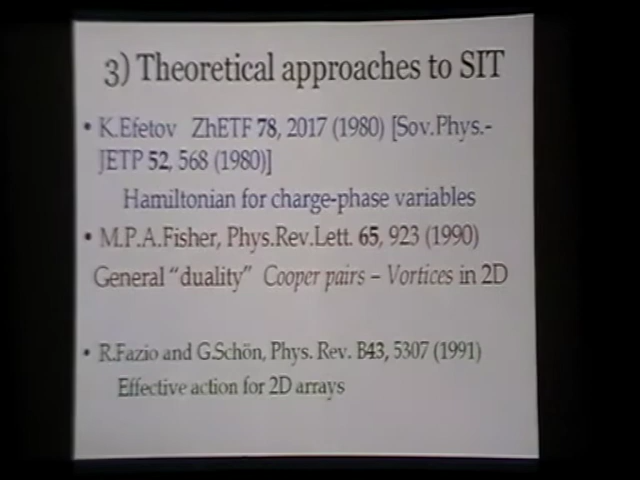 3) Theoretical approaches to SIT
• K.Efetov ZhETF 78, 2017 (1980) [Sov.Phys.-
JETP 52, 568 (1980)]
Hamiltonian for charge-phase variables
• M.P.A.Fisher, Phys.Rev.Lett. 65, 923 (1990)
General “duality” Cooper pairs – Vortices in 2D
• R.Fazio and G.Schön, Phys. Rev. B43, 5307 (1991)
Effective action for 2D arrays